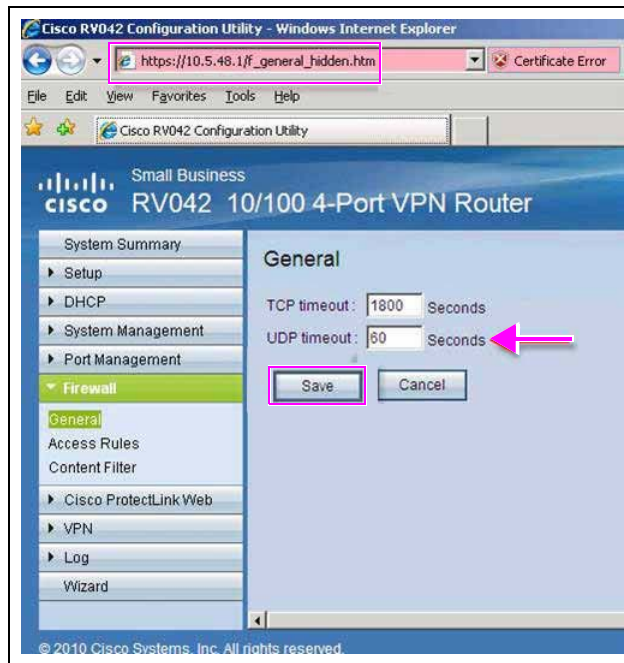 Cisco RV042 Configuration Utility - Windows Internet Explorer
https://10.5.48.1/f_general_hidden.htm
Certificate Error
File Edit View Favorites Tools Help
Cisco RV042 Configuration Utility
Small Business
CISCO RV042 10/100 4-Port VPN Router
System Summary
Setup
DHCP
System Management
Port Management
Firewall
General
Access Rules
Content Filter
Cisco ProtectLink Web
VPN
Log
Wizard
General
TCP timeout : 1800 Seconds
UDP timeout : 60 Seconds
Save Cancel
© 2010 Cisco Systems, Inc. All rights reserved.